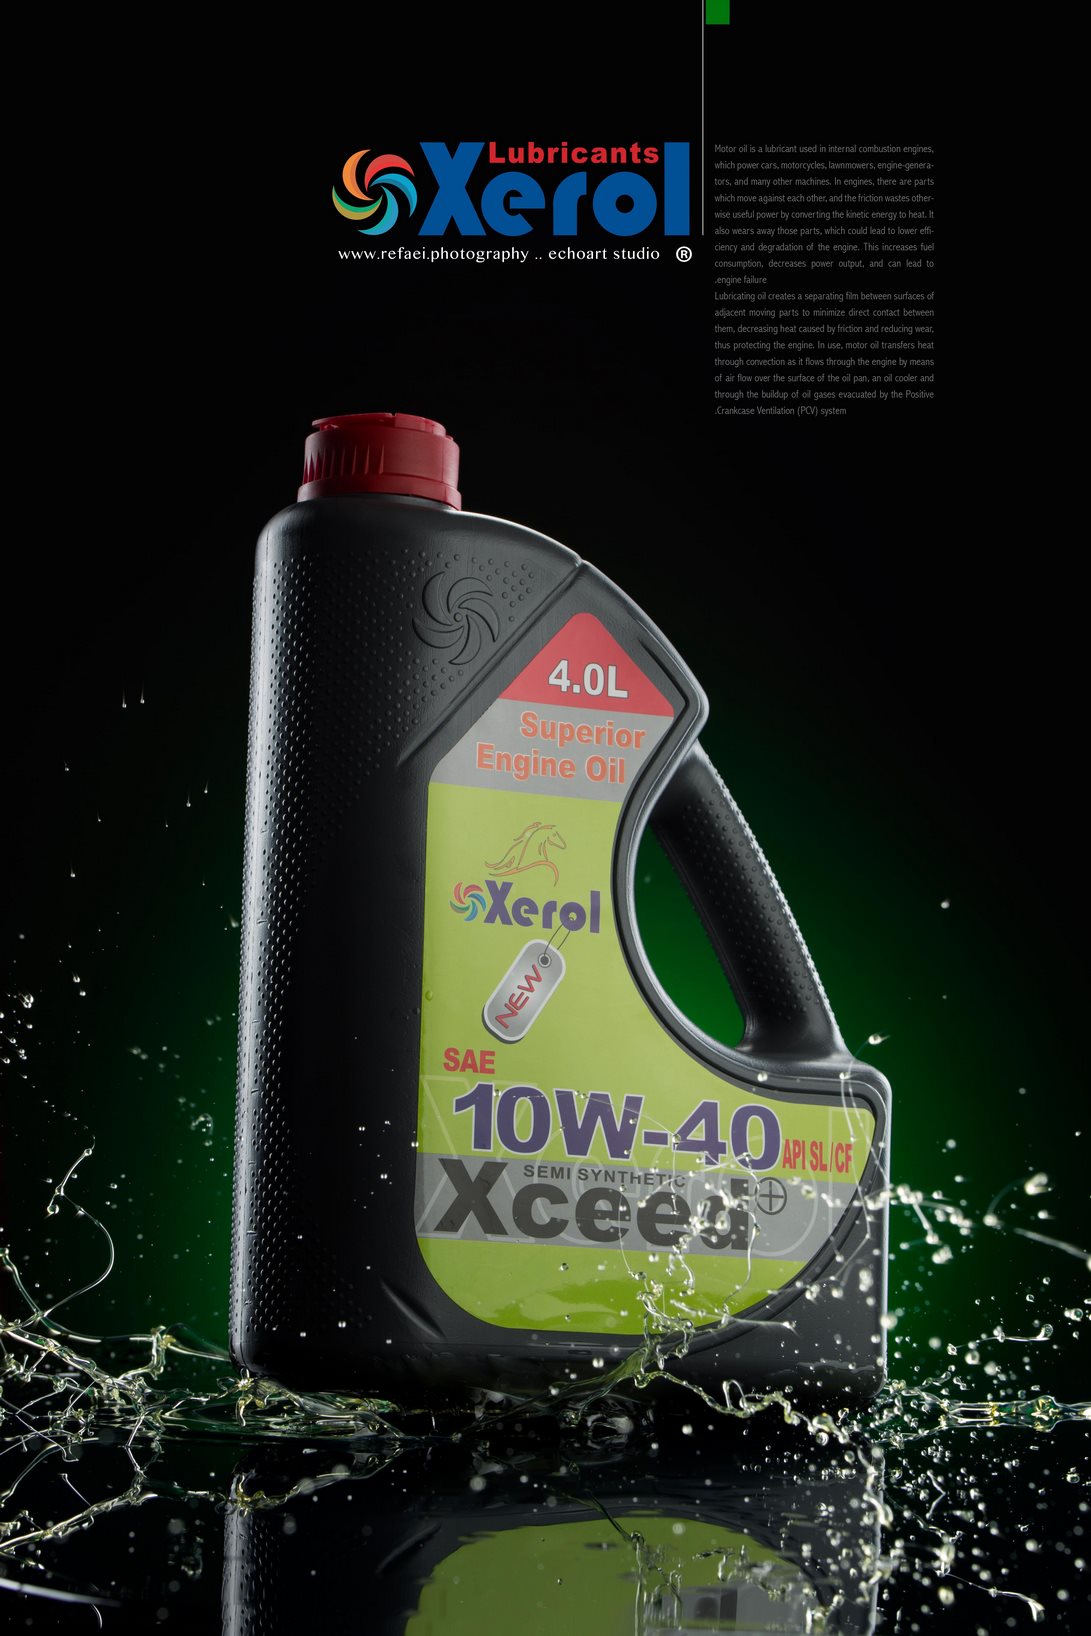 Lubricants
Xerol
www.refaei.photography .. echoart studio ®
Motor oil is a lubricant used in internal combustion engines,
which power cars, motorcycles, lawnmowers, engine-genera-
tors, and many other machines. In engines, there are parts
which move against each other, and the friction wastes other-
wise useful power by converting the kinetic energy to heat. It
also wears away those parts, which could lead to lower effi-
ciency and degradation of the engine. This increases fuel
consumption, decreases power output, and can lead to
.engine failure
Lubricating oil creates a separating film between surfaces of
adjacent moving parts to minimize direct contact between
them, decreasing heat caused by friction and reducing wear,
thus protecting the engine. In use, motor oil transfers heat
through convection as it flows through the engine by means
of air flow over the surface of the oil pan, an oil cooler and
through the buildup of oil gases evacuated by the Positive
.Crankcase Ventilation (PCV) system
4.0L
Superior
Engine Oil
Xerol
NEW
SAE
10W-40
API SL/CF
SEMI SYNTHETIC
Xceed